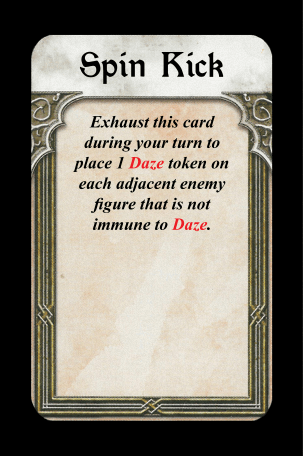 Spin Kick
Exhaust this card
during your turn to
place 1 Daze token on
each adjacent enemy
figure that is not
immune to Daze.